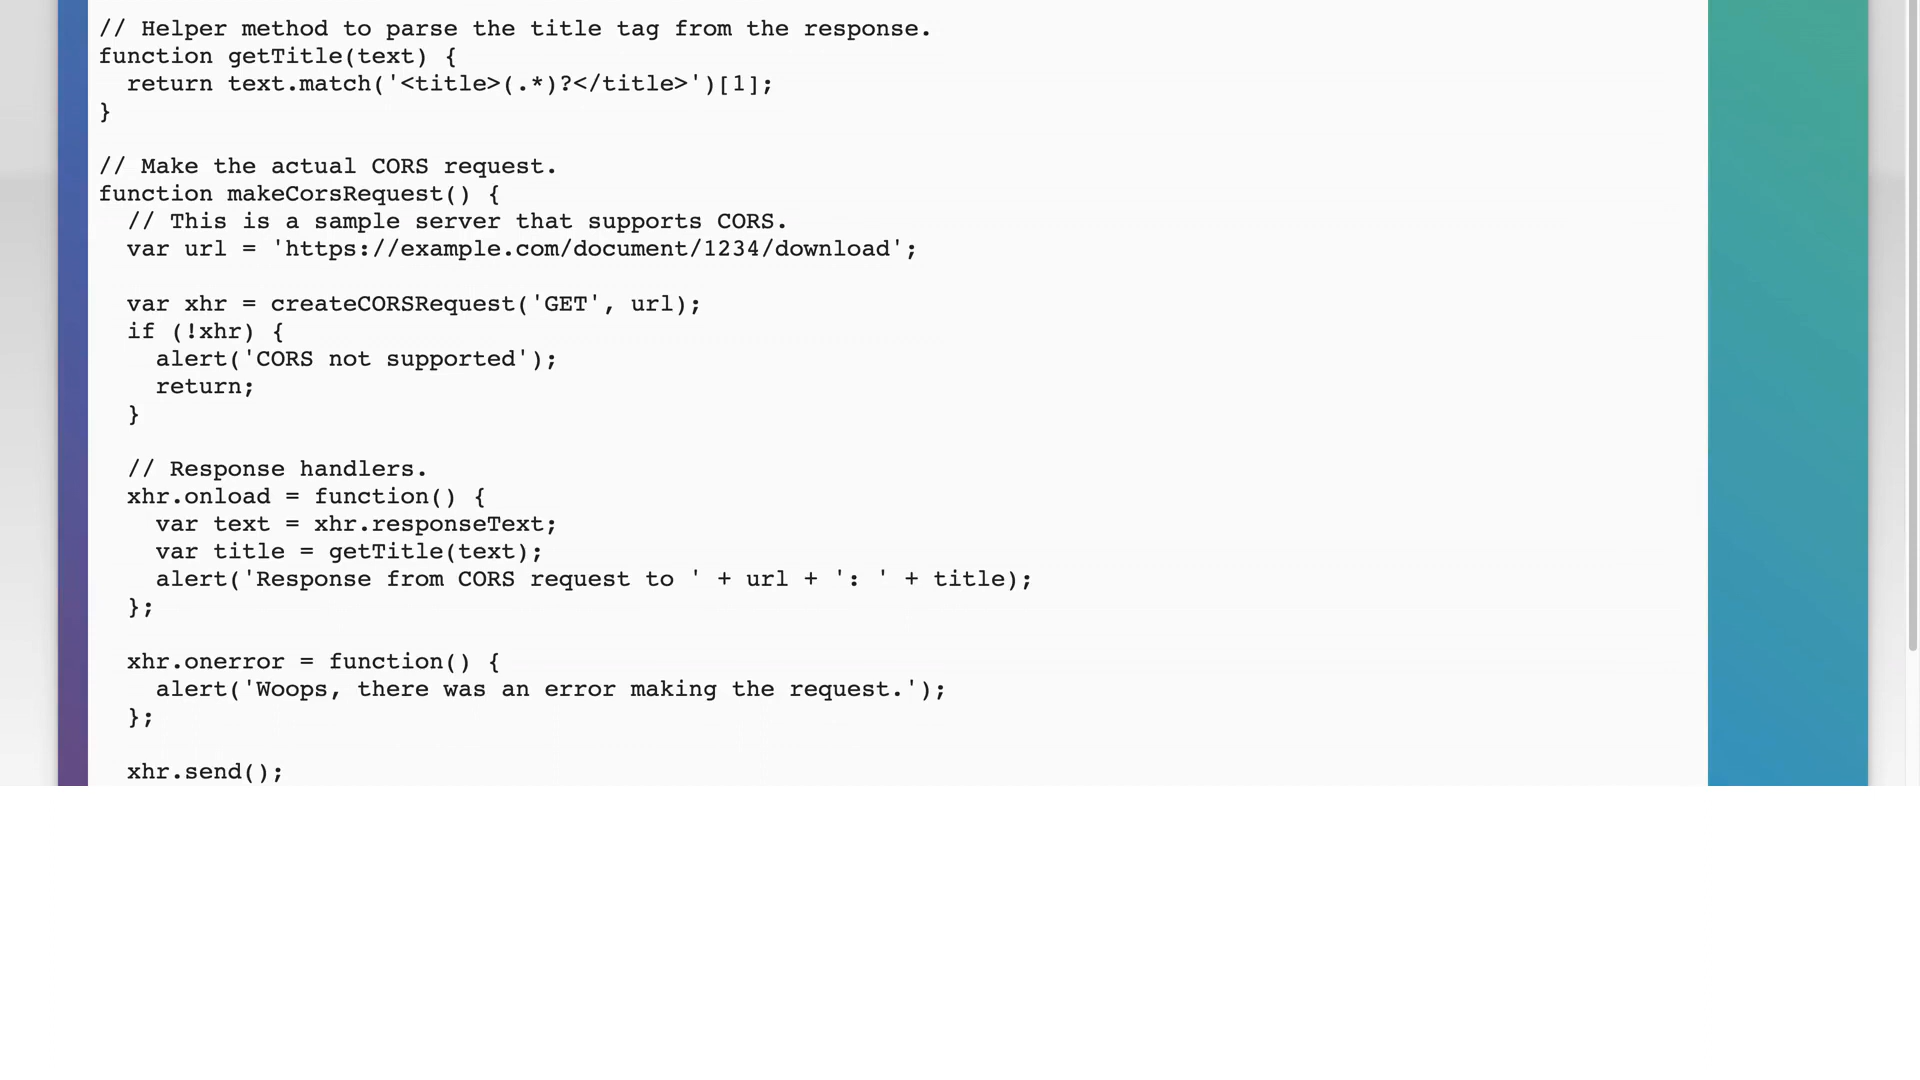 // Helper method to parse the title tag from the response.
function getTitle(text) {
  return text.match('<title>(.*)?</title>')[1];
}

// Make the actual CORS request.
function makeCorsRequest() {
  // This is a sample server that supports CORS.
  var url = 'https://example.com/document/1234/download';

  var xhr = createCORSRequest('GET', url);
  if (!xhr) {
    alert('CORS not supported');
    return;
  }

  // Response handlers.
  xhr.onload = function() {
    var text = xhr.responseText;
    var title = getTitle(text);
    alert('Response from CORS request to ' + url + ': ' + title);
  };

  xhr.onerror = function() {
    alert('Woops, there was an error making the request.');
  };

  xhr.send();